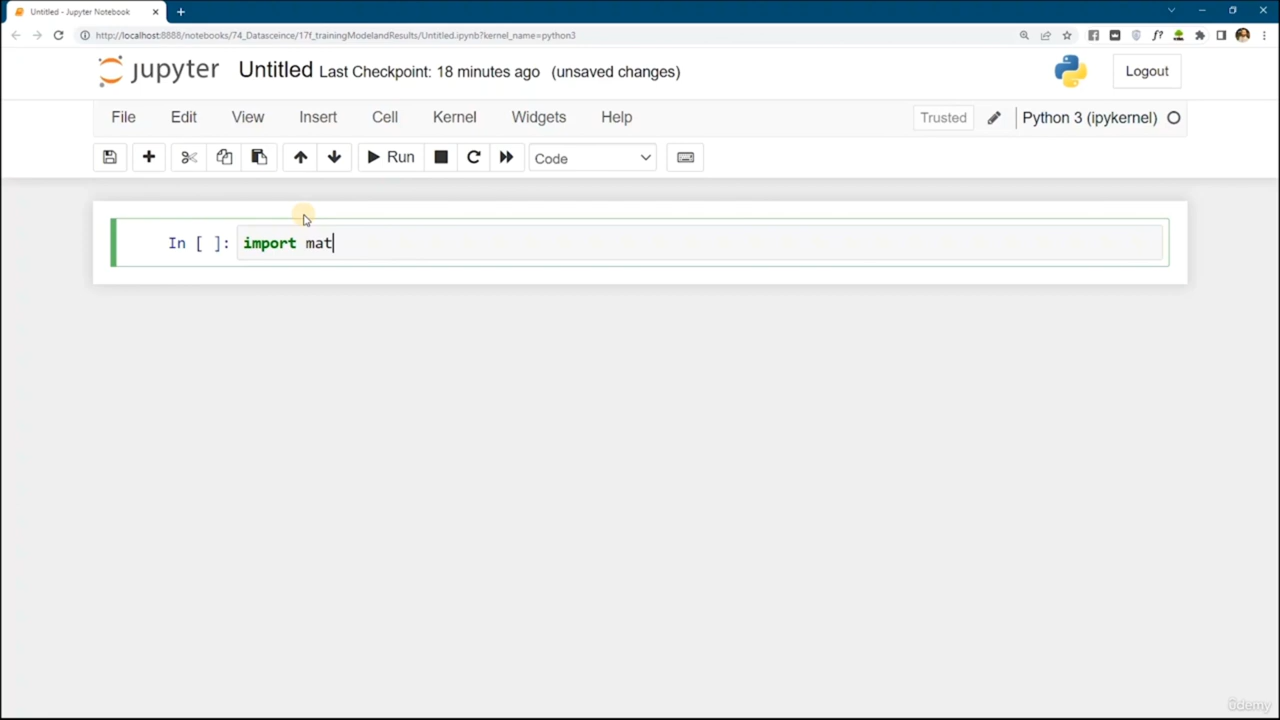 Untitled - Jupyter Notebook
http://localhost:8888/notebooks/74_Datasceince/17f_trainingModelandResults/Untitled.ipynb?kernel_name=python3
jupyter Untitled Last Checkpoint: 18 minutes ago (unsaved changes) Logout
File Edit View Insert Cell Kernel Widgets Help Trusted Python 3 (ipykernel)
Run Code
In [ ]: import mat
ûdemy